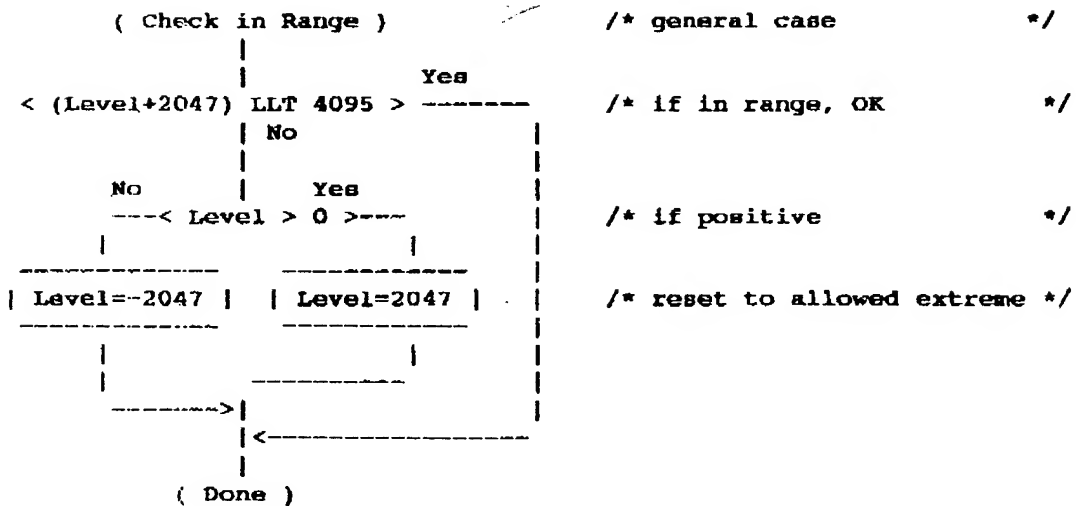 ( Check in Range ) /* general case */
Yes
< (Level+2047) LLT 4095 > ------- /* if in range, OK */
| No
No Yes
---< Level > 0 >--- /* if positive */
| Level=-2047 | | Level=2047 | /* reset to allowed extreme */
( Done )